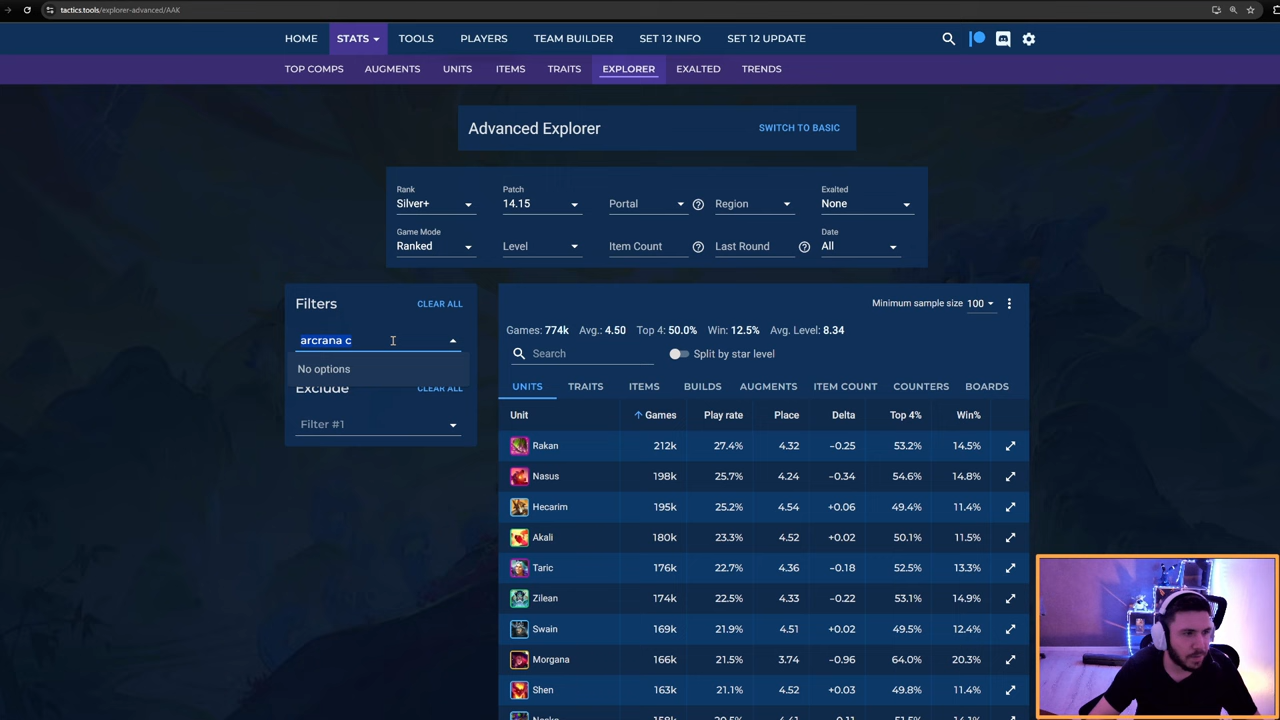 tactics.tools/explorer-advanced/AAK
HOME STATS TOOLS PLAYERS TEAM BUILDER SET 12 INFO SET 12 UPDATE
TOP COMPS AUGMENTS UNITS ITEMS TRAITS EXPLORER EXALTED TRENDS
Advanced Explorer SWITCH TO BASIC
Rank Patch Exalted
Silver+ 14.15 Portal ? Region None
Game Mode Date
Ranked Level Item Count ? Last Round ? All
Filters CLEAR ALL
arcrana c
No options
Exclude CLEAR ALL
Filter #1
Minimum sample size 100
Games: 774k Avg.: 4.50 Top 4: 50.0% Win: 12.5% Avg. Level: 8.34
Search Split by star level
UNITS TRAITS ITEMS BUILDS AUGMENTS ITEM COUNT COUNTERS BOARDS
Unit Games Play rate Place Delta Top 4% Win%
Rakan 212k 27.4% 4.32 -0.25 53.2% 14.5%
Nasus 198k 25.7% 4.24 -0.34 54.6% 14.8%
Hecarim 195k 25.2% 4.54 +0.06 49.4% 11.4%
Akali 180k 23.3% 4.52 +0.02 50.1% 11.5%
Taric 176k 22.7% 4.36 -0.18 52.5% 13.3%
Zilean 174k 22.5% 4.33 -0.22 53.1% 14.9%
Swain 169k 21.9% 4.51 +0.02 49.5% 12.4%
Morgana 166k 21.5% 3.74 -0.96 64.0% 20.3%
Shen 163k 21.1% 4.52 +0.03 49.8% 11.4%